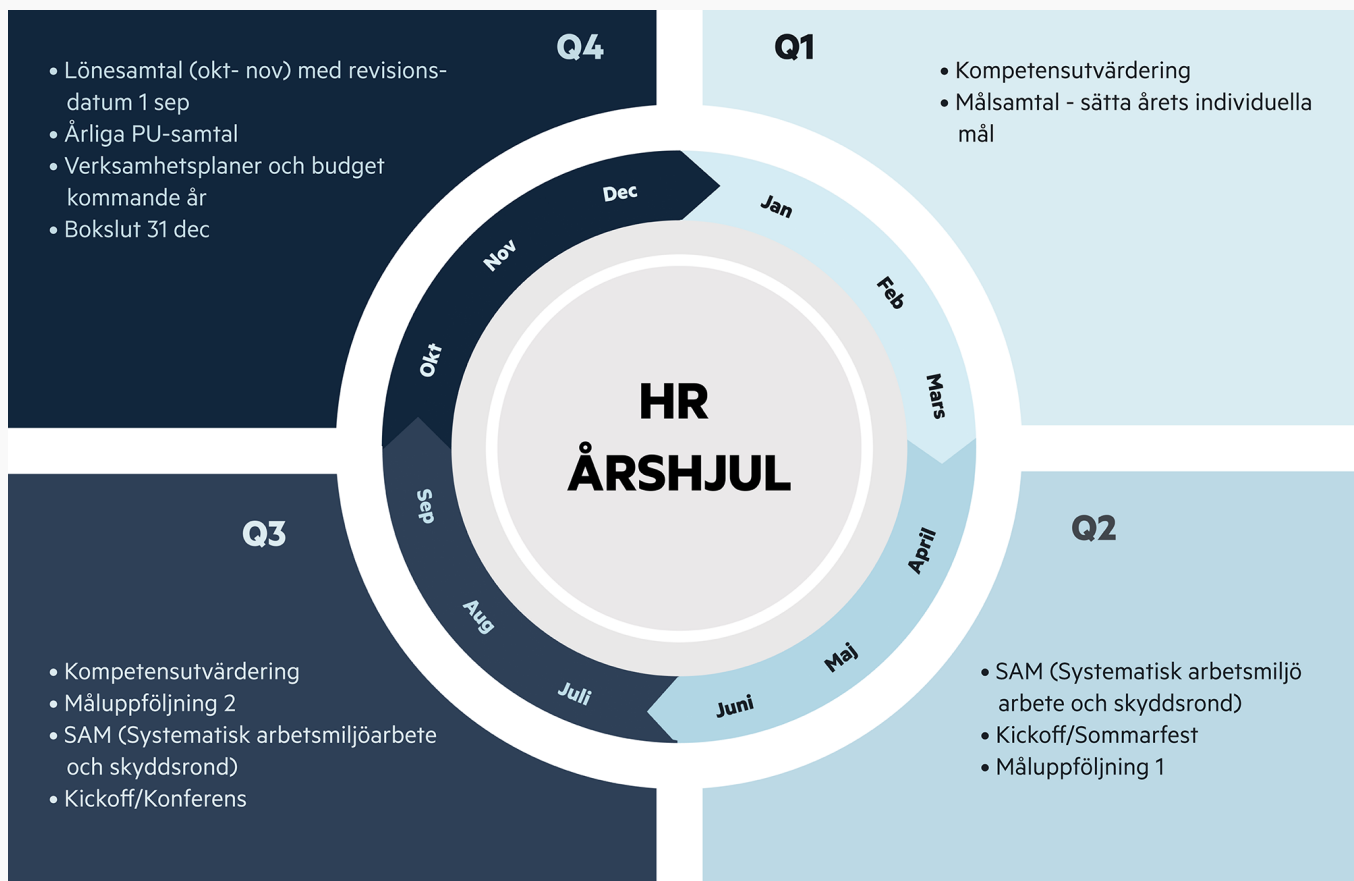 Q4
• Lönesamtal (okt- nov) med revisions-
datum 1 sep
• Årliga PU-samtal
• Verksamhetsplaner och budget
kommande år
• Bokslut 31 dec
Q1
• Kompetensutvärdering
• Målsamtal - sätta årets individuella
mål
Jan
Feb
Mars
April
Maj
Juni
Juli
Aug
Sep
Okt
Nov
Dec
HR
ÅRSHJUL
Q3
• Kompetensutvärdering
• Måluppföljning 2
• SAM (Systematisk arbetsmiljöarbete
och skyddsrond)
• Kickoff/Konferens
Q2
• SAM (Systematisk arbetsmiljö
arbete och skyddsrond)
• Kickoff/Sommarfest
• Måluppföljning 1